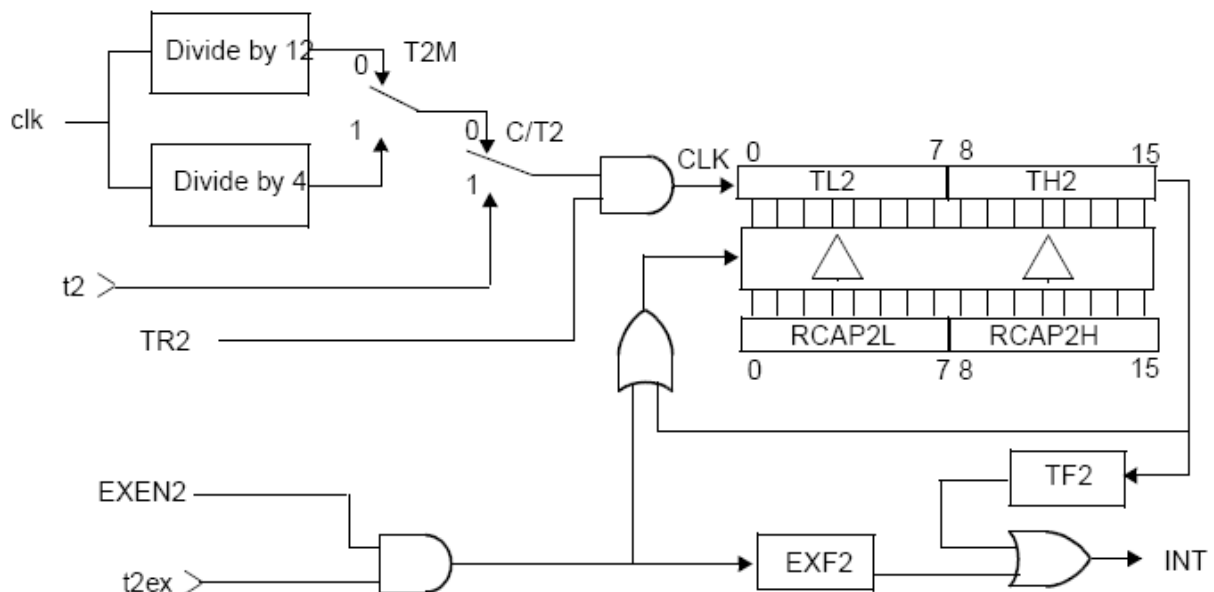 Divide by 12
T2M
0
clk
1
0
C/T2
Divide by 4
1
CLK
0
7 8
15
TL2
TH2
t2
TR2
RCAP2L
RCAP2H
0
7 8
15
EXEN2
TF2
t2ex
EXF2
INT